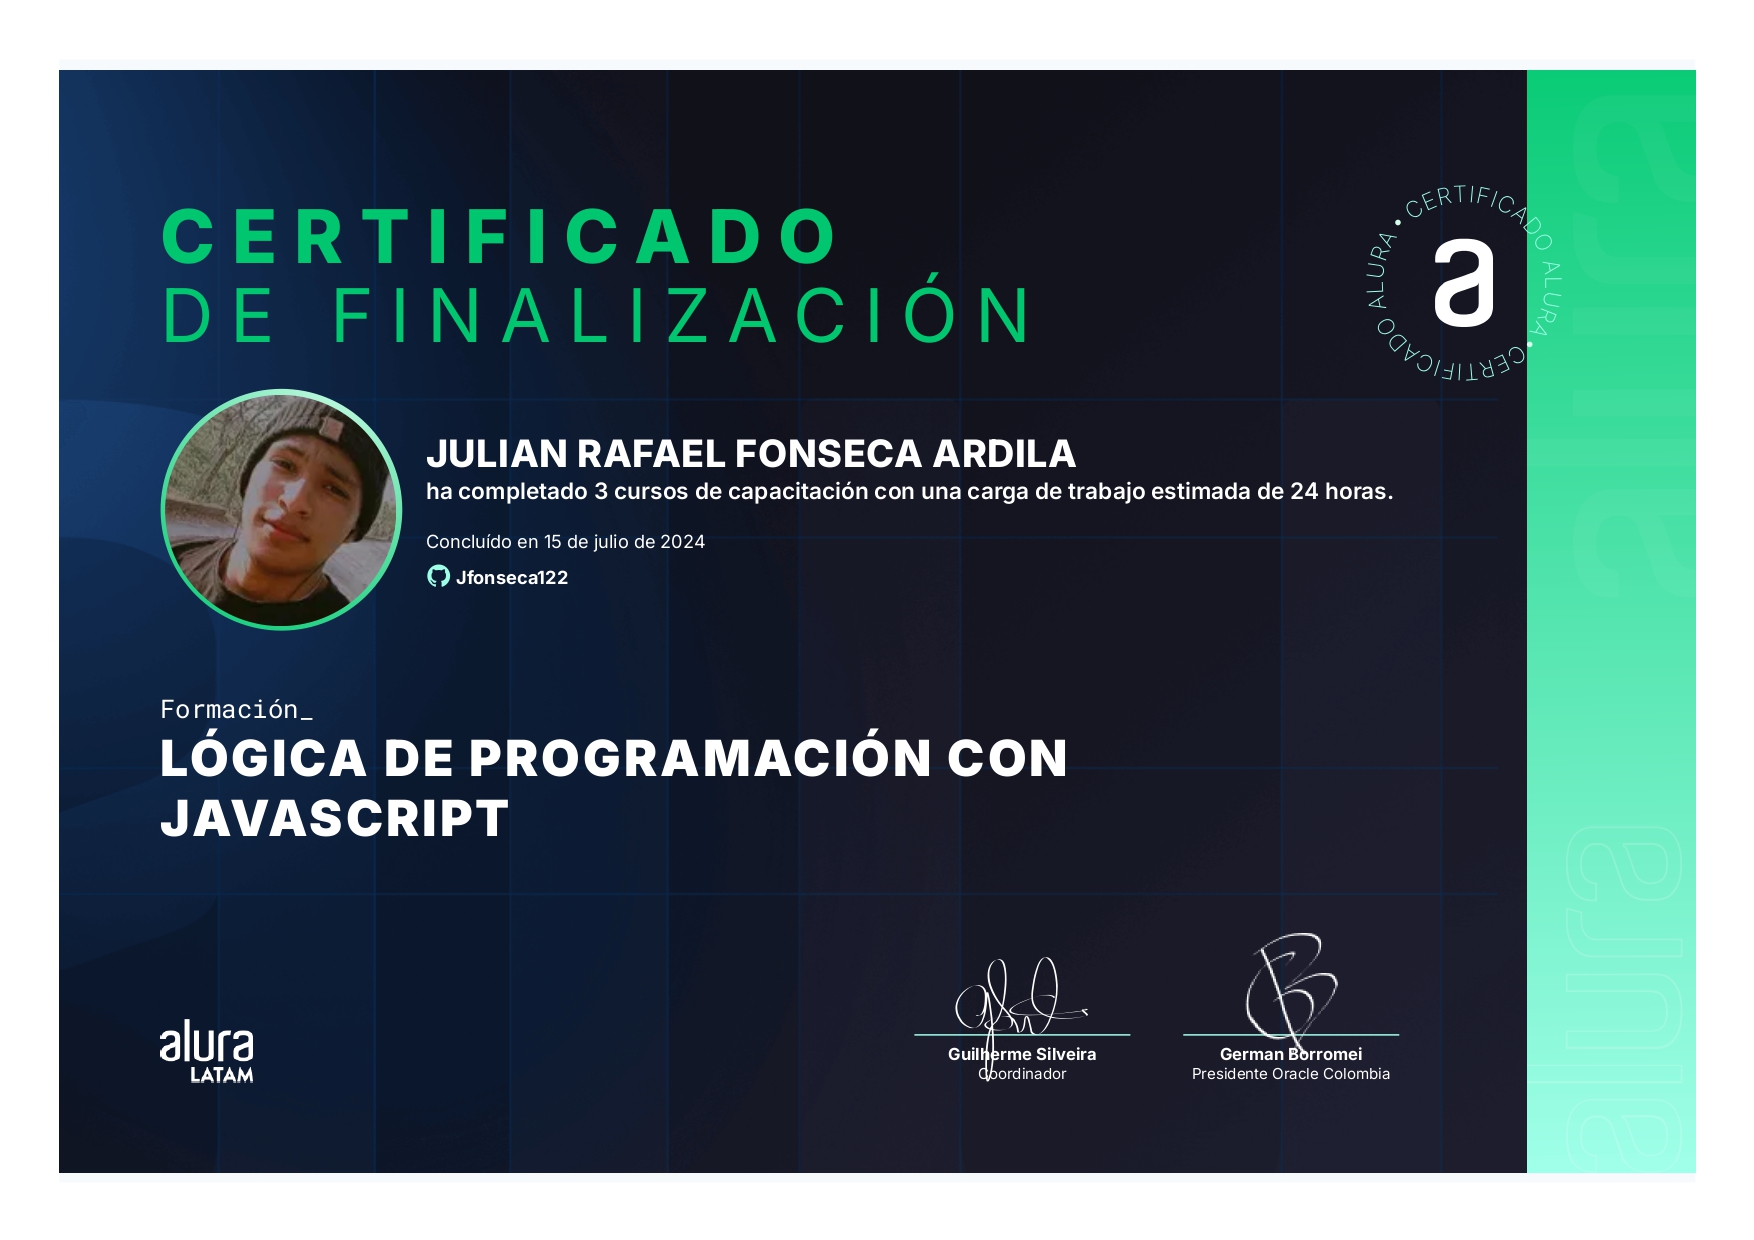 CERTIFICADO
DE FINALIZACIÓN
• CERTIFICADO ALURA • CERTIFICADO ALURA
a
JULIAN RAFAEL FONSECA ARDILA
ha completado 3 cursos de capacitación con una carga de trabajo estimada de 24 horas.
Concluído en 15 de julio de 2024
Jfonseca122
Formación_
LÓGICA DE PROGRAMACIÓN CON
JAVASCRIPT
alura
LATAM
Guilherme Silveira
Coordinador
German Borromei
Presidente Oracle Colombia
alura
alura